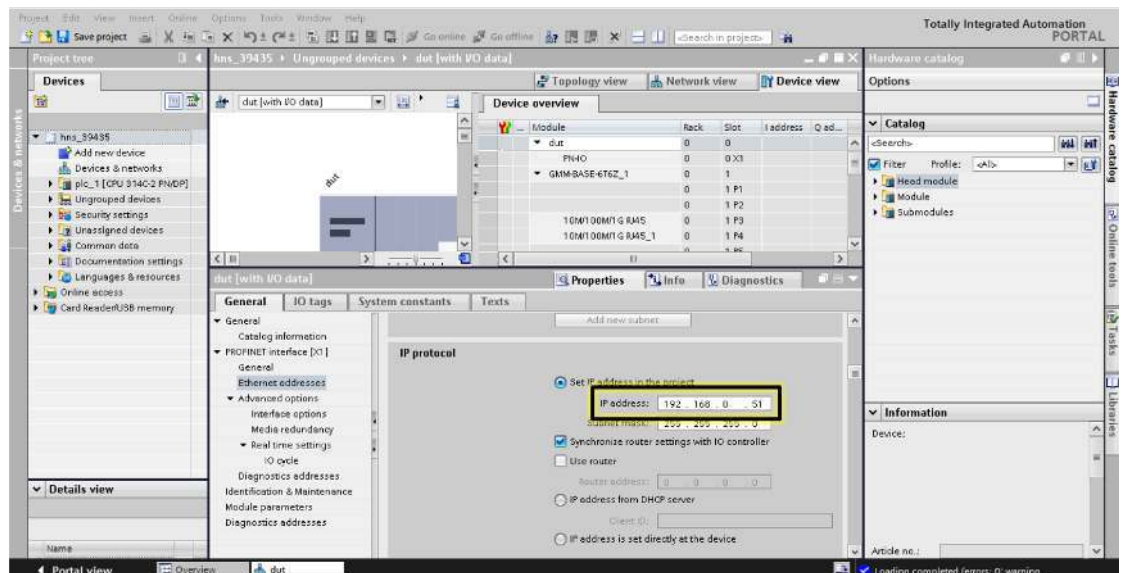 Project Edit View Insert Online Options Tools Window Help
Totally Integrated Automation
PORTAL
Save project
Go online
Go offline
<Search in project>
Project tree
hns_39435 › Ungrouped devices › dut [with I/O data]
Hardware catalog
Devices
Topology view
Network view
Device view
Options
dut [with I/O data]
Device overview
Module Rack Slot I address Q ad...
dut 0 0
PN-IO 0 0 X1
GMM-BASE-6T6Z_1 0 1
0 1 P1
0 1 P2
10M/100M/1G RJ45 0 1 P3
10M/100M/1G RJ45_1 0 1 P4
0 1 P5
dut
hns_39435
Add new device
Devices & networks
plc_1 [CPU 314C-2 PN/DP]
Ungrouped devices
Security settings
Unassigned devices
Common data
Documentation settings
Languages & resources
Online access
Card Reader/USB memory
Catalog
<Search>
Filter Profile: <All>
Head module
Module
Submodules
Devices & networks
Hardware catalog
Online tools
Tasks
Libraries
dut [with I/O data]
Properties
Info
Diagnostics
General
IO tags
System constants
Texts
General
Catalog information
PROFINET interface [X1]
General
Ethernet addresses
Advanced options
Interface options
Media redundancy
Real time settings
IO cycle
Diagnostics addresses
Identification & Maintenance
Module parameters
Diagnostics addresses
Add new subnet
IP protocol
Set IP address in the project
IP address: 192 . 168 . 0 . 51
Subnet mask: 255 . 255 . 255 . 0
Synchronize router settings with IO controller
Use router
Router address: 0 . 0 . 0 . 0
IP address from DHCP server
Client ID:
IP address is set directly at the device
Information
Device:
Article no.:
Details view
Name
Portal view
Overview
dut
Loading completed (errors: 0; warning